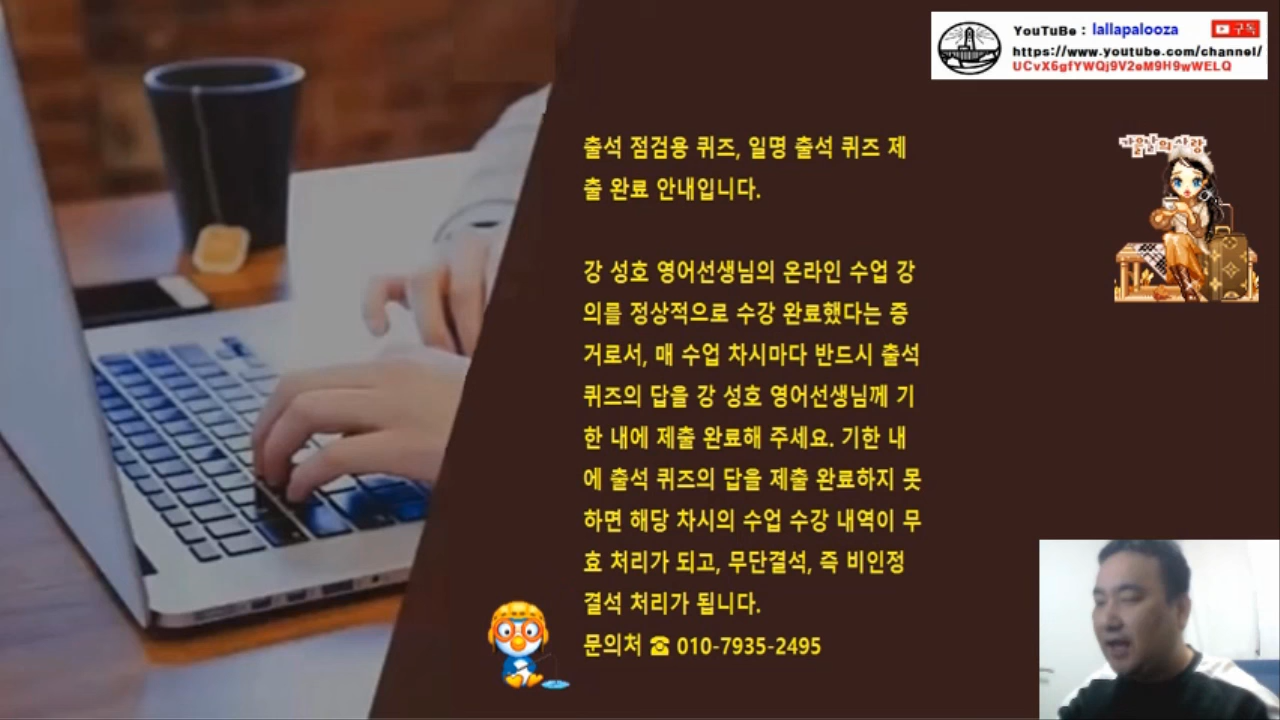 YouTuBe : lallapalooza
구독
https://www.youtube.com/channel/
UCvX6gfYWQj9V2eM9H9wWELQ
가을날의 사랑
출석 점검용 퀴즈, 일명 출석 퀴즈 제
출 완료 안내입니다.
강 성호 영어선생님의 온라인 수업 강
의를 정상적으로 수강 완료했다는 증
거로서, 매 수업 차시마다 반드시 출석
퀴즈의 답을 강 성호 영어선생님께 기
한 내에 제출 완료해 주세요. 기한 내
에 출석 퀴즈의 답을 제출 완료하지 못
하면 해당 차시의 수업 수강 내역이 무
효 처리가 되고, 무단결석, 즉 비인정
결석 처리가 됩니다.
문의처 ☎ 010-7935-2495